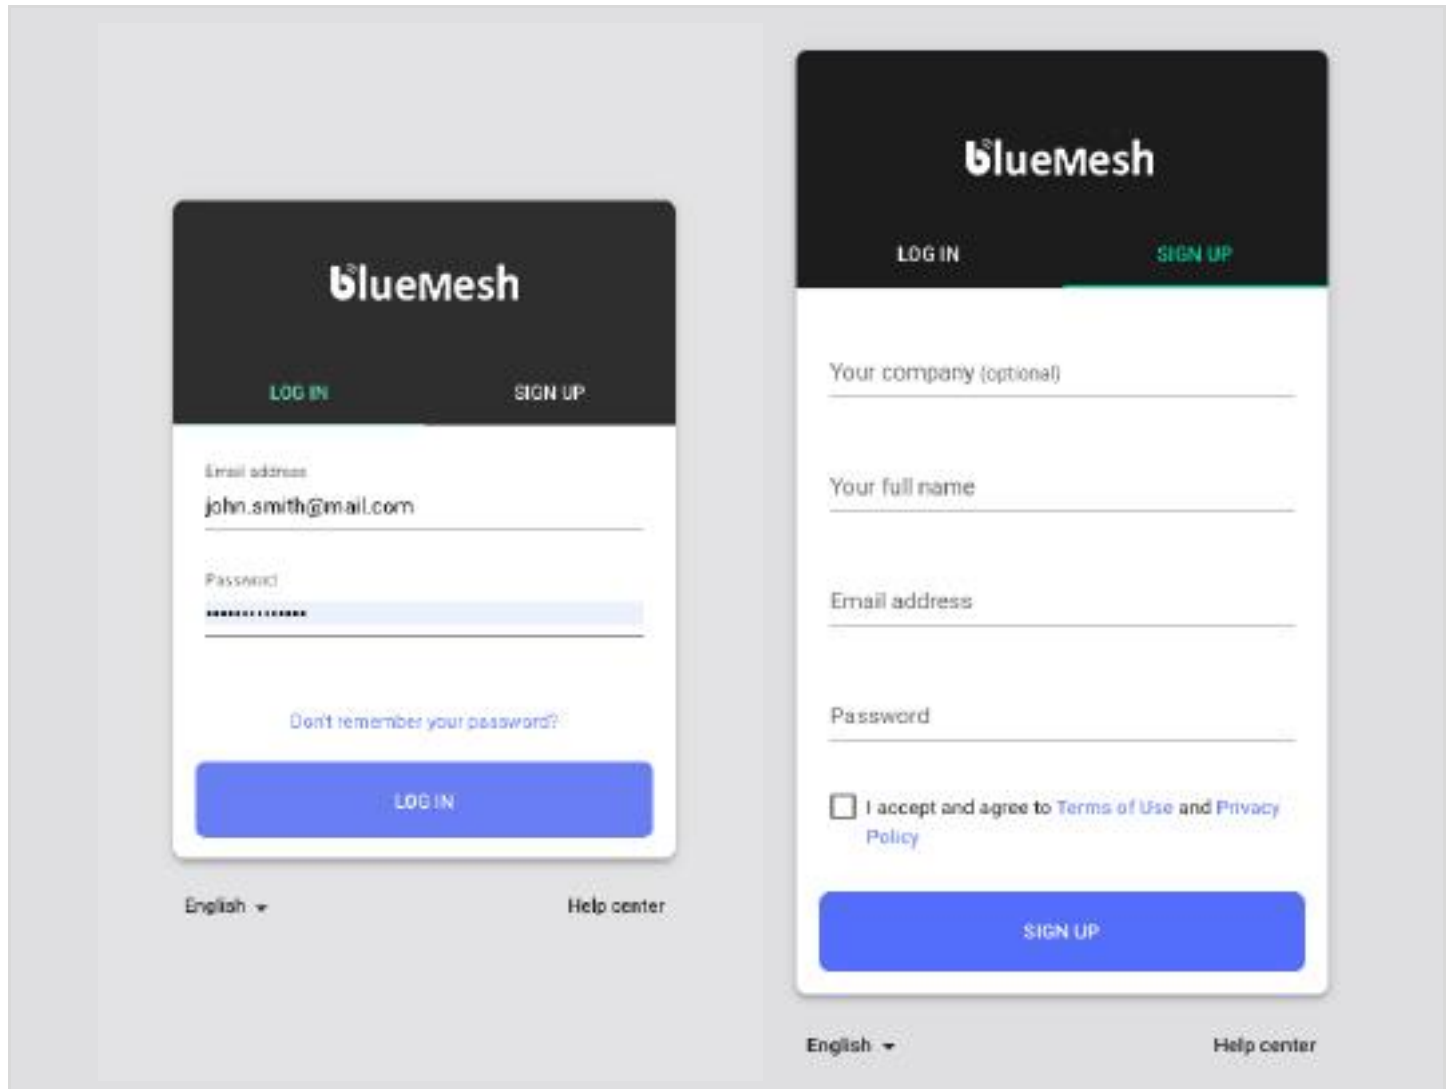 blueMesh
LOG IN SIGN UP
Email address
john.smith@mail.com
Password
••••••••••••••
Don't remember your password?
LOG IN
English
Help center
blueMesh
LOG IN SIGN UP
Your company (optional)
Your full name
Email address
Password
I accept and agree to Terms of Use and Privacy
Policy
SIGN UP
English
Help center